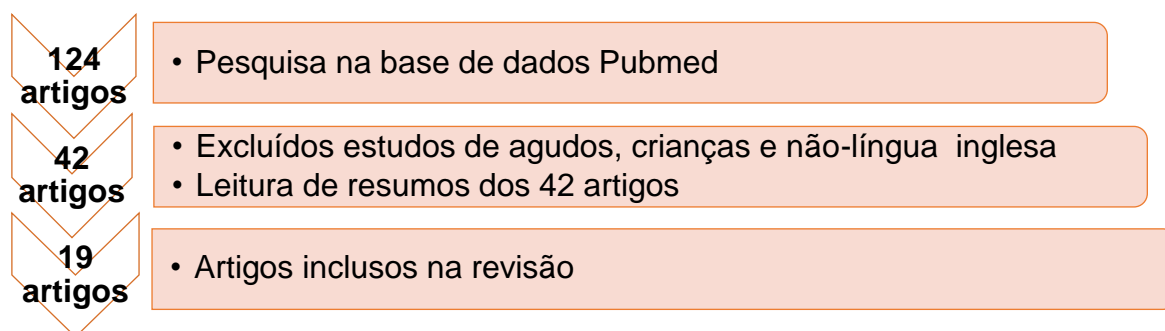 124
artigos
• Pesquisa na base de dados Pubmed
42
artigos
• Excluídos estudos de agudos, crianças e não-língua inglesa
• Leitura de resumos dos 42 artigos
19
artigos
• Artigos inclusos na revisão